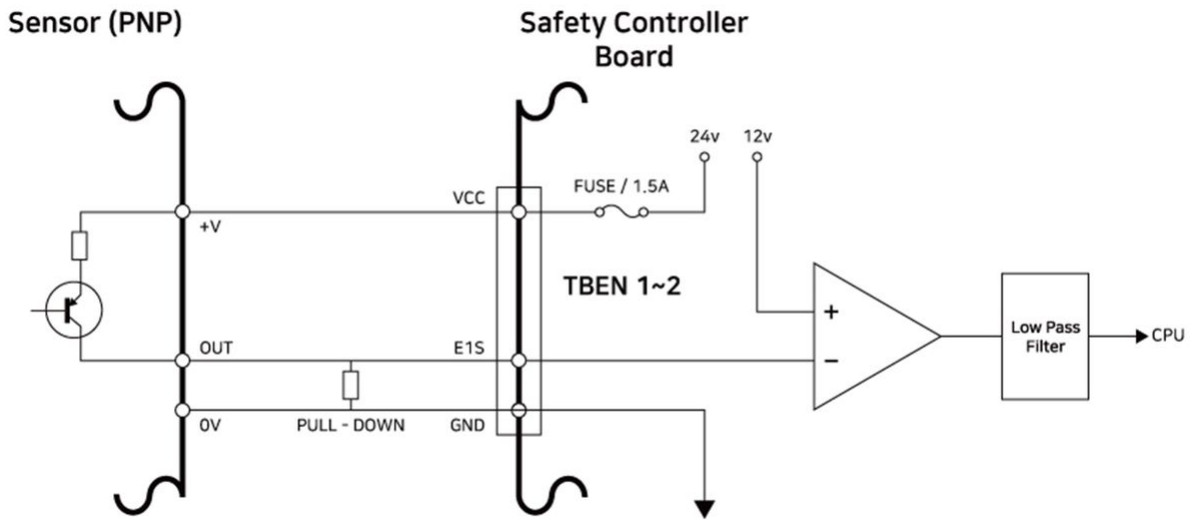 Sensor (PNP)
Safety Controller
Board
24v
12v
VCC
FUSE / 1.5A
+V
TBEN 1~2
+
OUT
E1S
−
Low Pass
Filter
CPU
0V
PULL - DOWN
GND